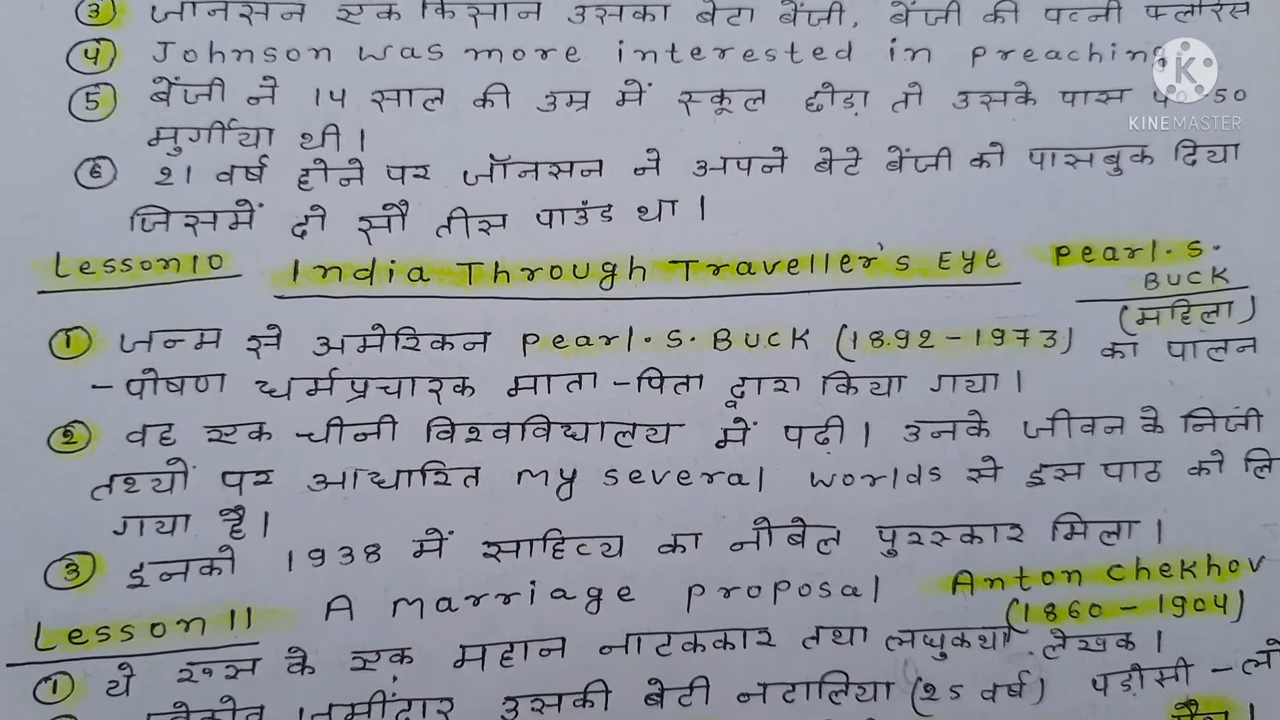 ③ जॉनसन एक किसान उसका बेटा बेंजी, बेंजी की पत्नी फ्लोरेंस
④ Johnson was more interested in preaching
⑤ बेंजी ने 14 साल की उम्र में स्कूल छोड़ा तो उसके पास 50
मुर्गीया थी।
⑥ 21 वर्ष होने पर जॉनसन ने अपने बेटे बेंजी को पासबुक दिया
जिसमें दो सौ तीस पाउंड था।
Lesson 10 India Through Traveller's Eye Pearl. S.
BUCK
(महिला)
① जन्म से अमेरिकन Pearl. S. BUCK (18.92-1973) का पालन
-पोषण धर्मप्रचारक माता-पिता द्वारा किया गया।
② वह एक चीनी विश्वविद्यालय में पढ़ी। उनके जीवन के निजी
तथ्यों पर आधारित my several worlds से इस पाठ को लि
गया है।
③ इनको 1938 में साहित्य का नोबेल पुरस्कार मिला।
Lesson 11 A Marriage proposal Anton Chekhov
(1860-1904)
① ये रूस के एक महान नाटककार तथा लघुकथा लेखक।
जमींदार उसकी बेटी नटालिया (25 वर्ष) पड़ोसी - लो
K
KINEMASTER